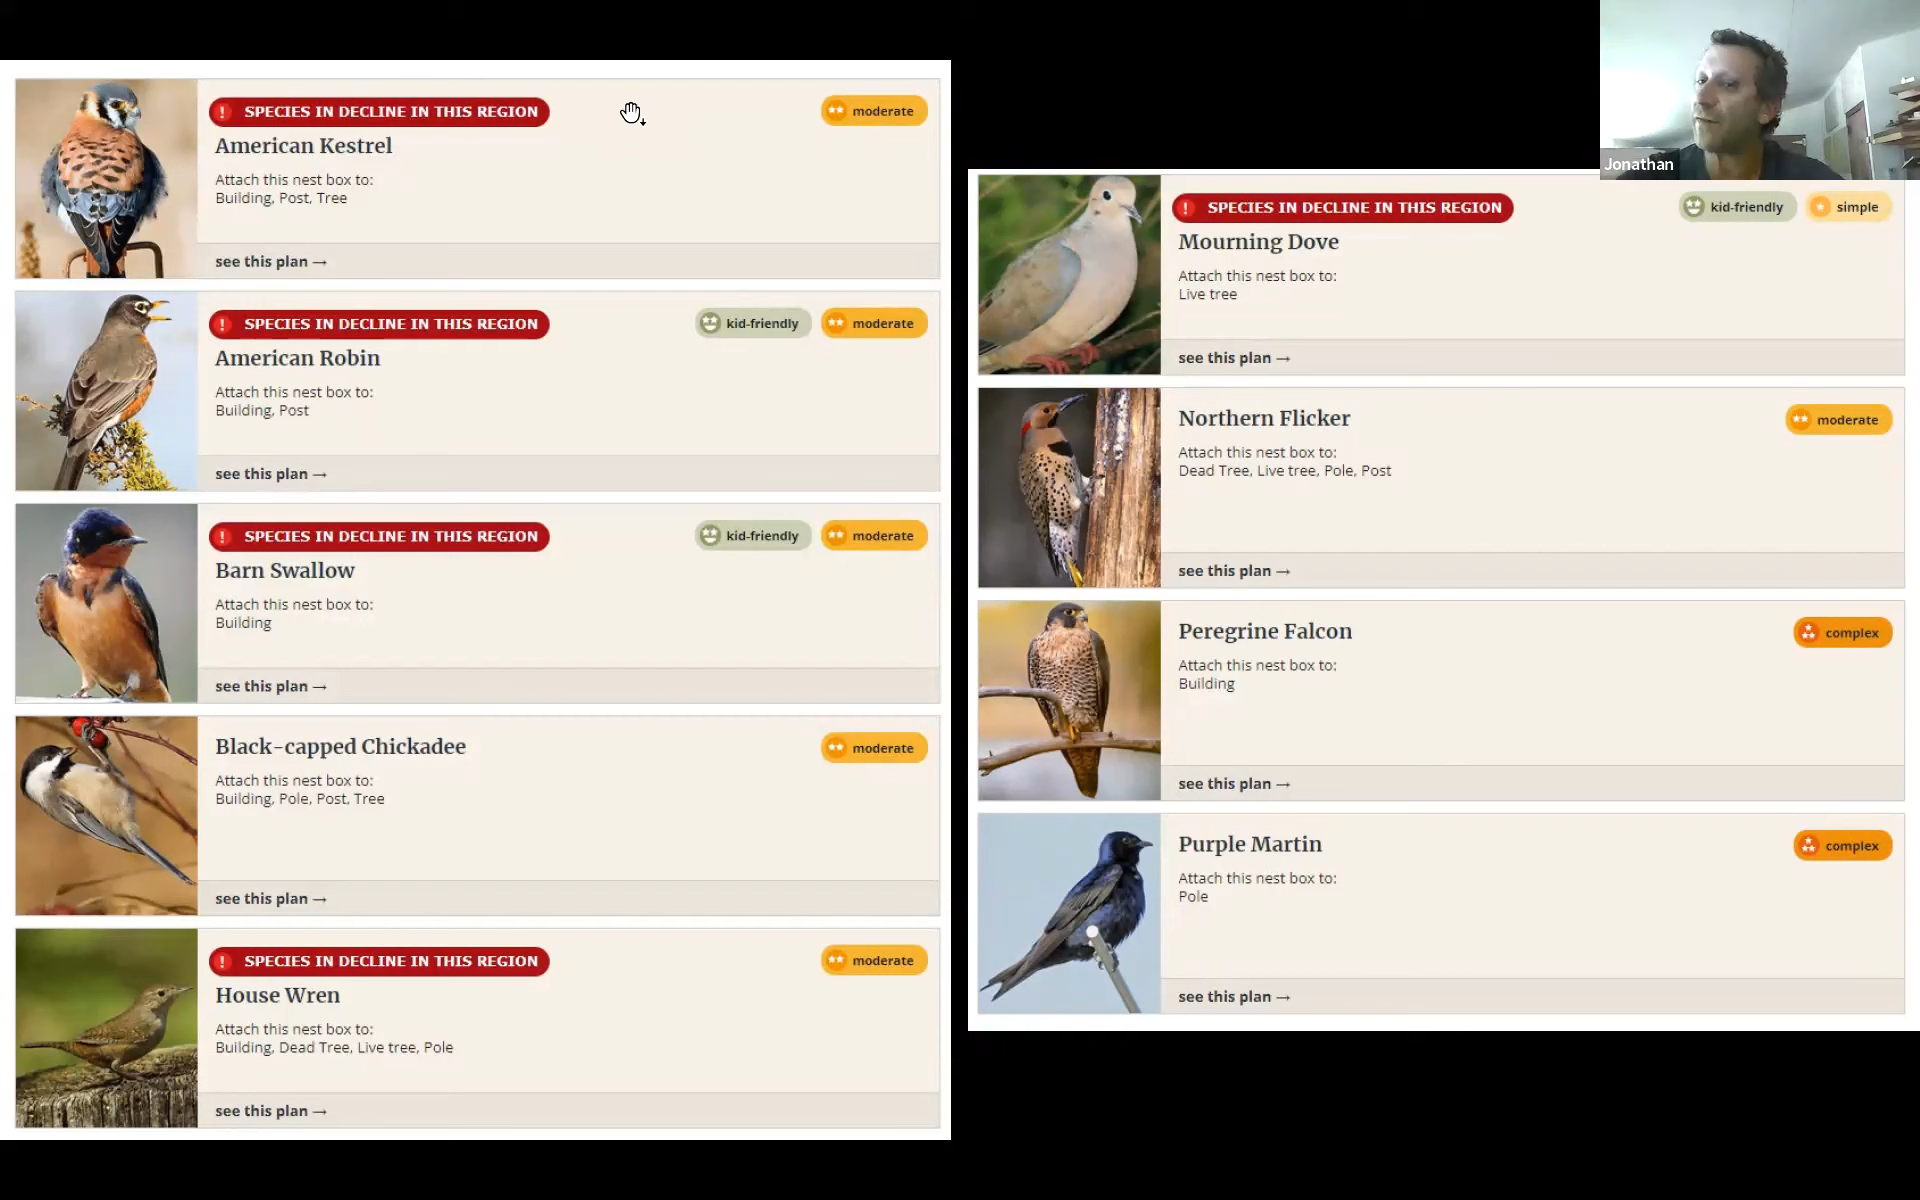 SPECIES IN DECLINE IN THIS REGION
moderate
American Kestrel
Attach this nest box to:
Building, Post, Tree
see this plan →
SPECIES IN DECLINE IN THIS REGION
kid-friendly
moderate
American Robin
Attach this nest box to:
Building, Post
see this plan →
SPECIES IN DECLINE IN THIS REGION
kid-friendly
moderate
Barn Swallow
Attach this nest box to:
Building
see this plan →
Black-capped Chickadee
moderate
Attach this nest box to:
Building, Pole, Post, Tree
see this plan →
SPECIES IN DECLINE IN THIS REGION
moderate
House Wren
Attach this nest box to:
Building, Dead Tree, Live tree, Pole
see this plan →
Jonathan
SPECIES IN DECLINE IN THIS REGION
kid-friendly
simple
Mourning Dove
Attach this nest box to:
Live tree
see this plan →
Northern Flicker
moderate
Attach this nest box to:
Dead Tree, Live tree, Pole, Post
see this plan →
Peregrine Falcon
complex
Attach this nest box to:
Building
see this plan →
Purple Martin
complex
Attach this nest box to:
Pole
see this plan →